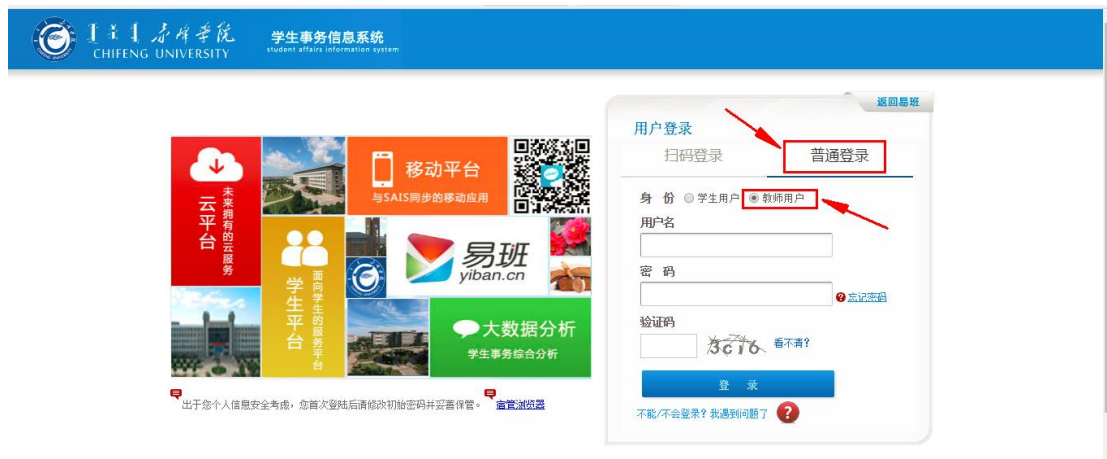 赤峰学院
CHIFENG UNIVERSITY
学生事务信息系统
student affairs information system
返回易班
用户登录
扫码登录
普通登录
身 份 学生用户 教师用户
用户名
密 码
忘记密码
验证码
3c16
看不清?
登 录
不能/不会登录?我遇到问题了
云平台
未来拥有的云服务
移动平台
与SAIS同步的移动应用
学生平台
面向学生的服务平台
易班
yiban.cn
大数据分析
学生事务综合分析
出于您个人信息安全考虑,您首次登陆后请修改初始密码并妥善保管。 宿管浏览器